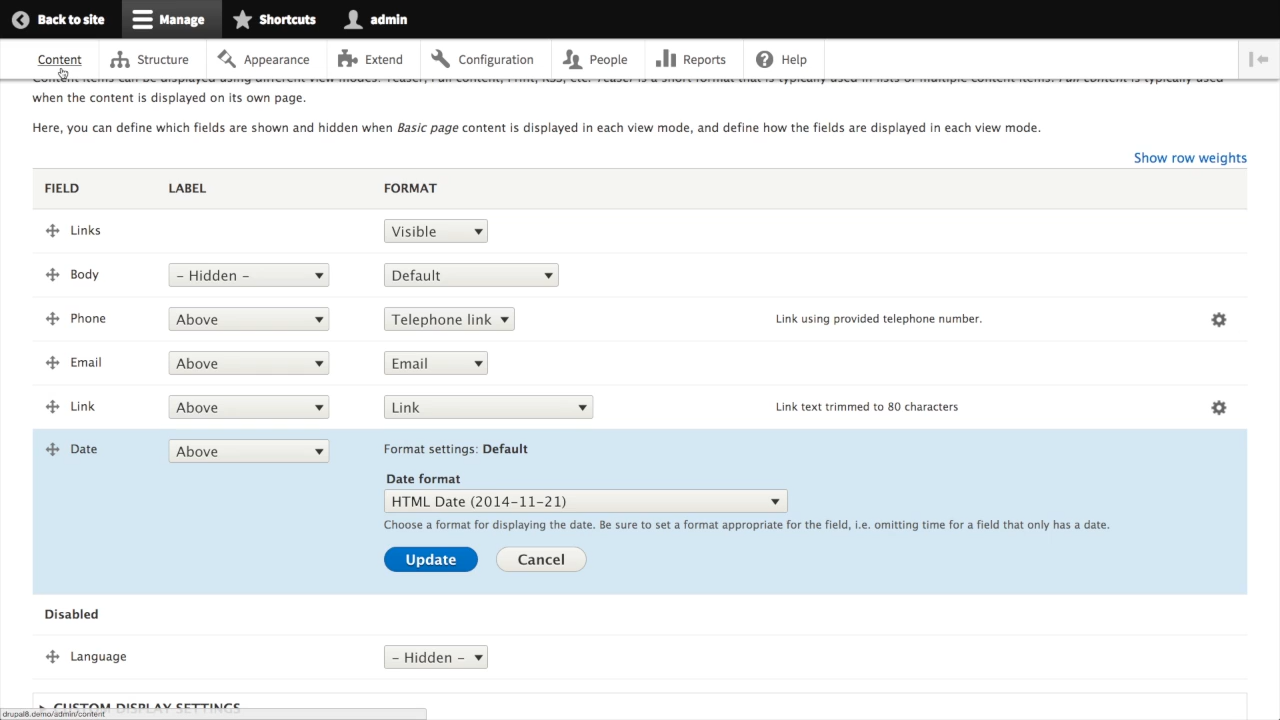 Back to site Manage Shortcuts admin
Content Structure Appearance Extend Configuration People Reports Help
Content items can be displayed using different view modes: Teaser, Full content, Print, RSS, etc. Teaser is a short format that is typically used in lists of multiple content items. Full content is typically used
when the content is displayed on its own page.
Here, you can define which fields are shown and hidden when Basic page content is displayed in each view mode, and define how the fields are displayed in each view mode.
Show row weights
FIELD LABEL FORMAT
Links Visible
Body - Hidden - Default
Phone Above Telephone link Link using provided telephone number.
Email Above Email
Link Above Link Link text trimmed to 80 characters
Date Above Format settings: Default
Date format
HTML Date (2014-11-21)
Choose a format for displaying the date. Be sure to set a format appropriate for the field, i.e. omitting time for a field that only has a date.
Update Cancel
Disabled
Language - Hidden -
CUSTOM DISPLAY SETTINGS
drupal8.demo/admin/content